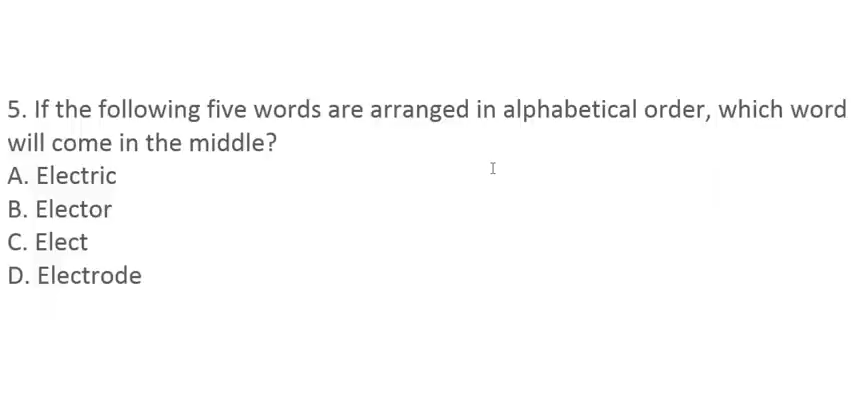 5. If the following five words are arranged in alphabetical order, which word
will come in the middle?
A. Electric
B. Elector
C. Elect
D. Electrode